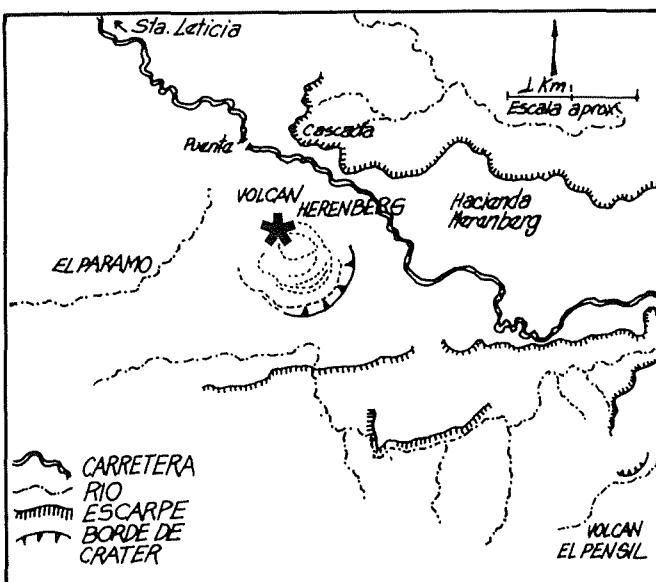 Sta. Leticia
1 Km
Escala aprox.
Cascada
Puente
VOLCAN
HERENBERG
Hacienda
Merenberg
EL PARAMO
CARRETERA
RIO
ESCARPE
BORDE DE
CRATER
VOLCAN
EL PENSIL